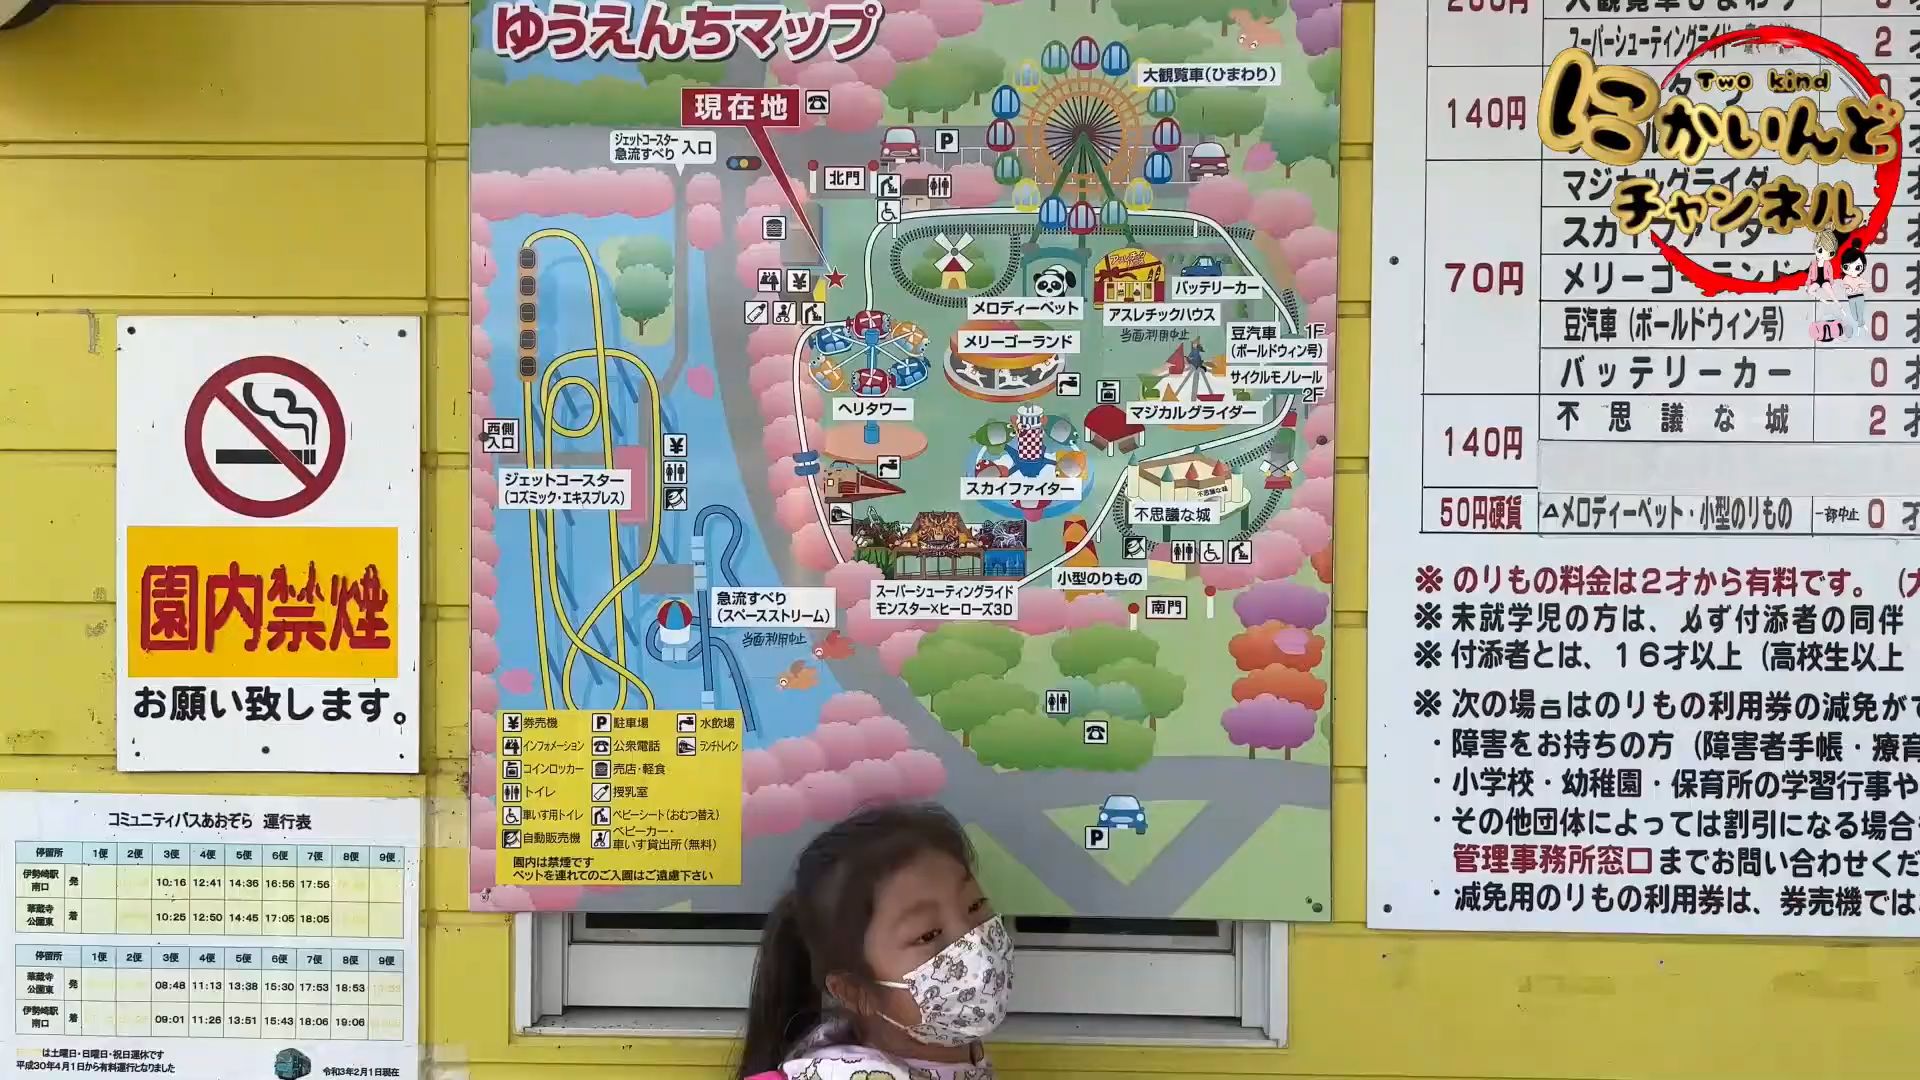 ゆうえんちマップ
現在地
大観覧車(ひまわり)
ジェットコースター
急流すべり 入口
P
北門
メロディーペット
アスレチックハウス
当面利用中止
バッテリーカー
メリーゴーランド
豆汽車
(ボールドウィン号)
1F
サイクルモノレール
2F
ヘリタワー
マジカルグライダー
西側
入口
¥
ジェットコースター
(コズミック・エキスプレス)
スカイファイター
不思議な城
小型のりもの
急流すべり
(スペースストリーム)
当面利用中止
スーパーシューティングライド
モンスター×ヒーローズ3D
南門
P
¥ 券売機
P 駐車場
水飲場
インフォメーション
公衆電話
ランチトレイン
コインロッカー
売店・軽食
トイレ
授乳室
車いす用トイレ
ベビーシート(おむつ替え)
自動販売機
ベビーカー・
車いす貸出所(無料)
園内は禁煙です
ペットを連れてのご入園はご遠慮下さい
園内禁煙
お願い致します。
コミュニティバスあおぞら 運行表
停留所 1便 2便 3便 4便 5便 6便 7便 8便 9便
伊勢崎駅南口 発 10:16 12:41 14:36 16:56 17:56
華蔵寺公園東 着 10:25 12:50 14:45 17:05 18:05
停留所 1便 2便 3便 4便 5便 6便 7便 8便 9便
華蔵寺公園東 発 08:48 11:13 13:38 15:30 17:53 18:53
伊勢崎駅南口 着 09:01 11:26 13:51 15:43 18:06 19:06
は土曜日・日曜日・祝日運休です
平成30年4月1日から有料運行となりました
令和3年2月1日現在
スーパーシューティングライド 2才
140円
マジカルグライダー
スカイファイター
70円
メリーゴーランド 0
豆汽車(ボールドウィン号) 0才
バッテリーカー 0才
不思議な城 2才
140円
50円硬貨 △メロディーペット・小型のりもの 一部中止 0才
※ のりもの料金は2才から有料です。
※ 未就学児の方は、必ず付添者の同伴
※ 付添者とは、16才以上(高校生以上
※ 次の場合はのりもの利用券の減免が
・障害をお持ちの方(障害者手帳・療育
・小学校・幼稚園・保育所の学習行事や
・その他団体によっては割引になる場合
管理事務所窓口までお問い合わせくだ
・減免用のりもの利用券は、券売機では
Two kind
にかいんど
チャンネル